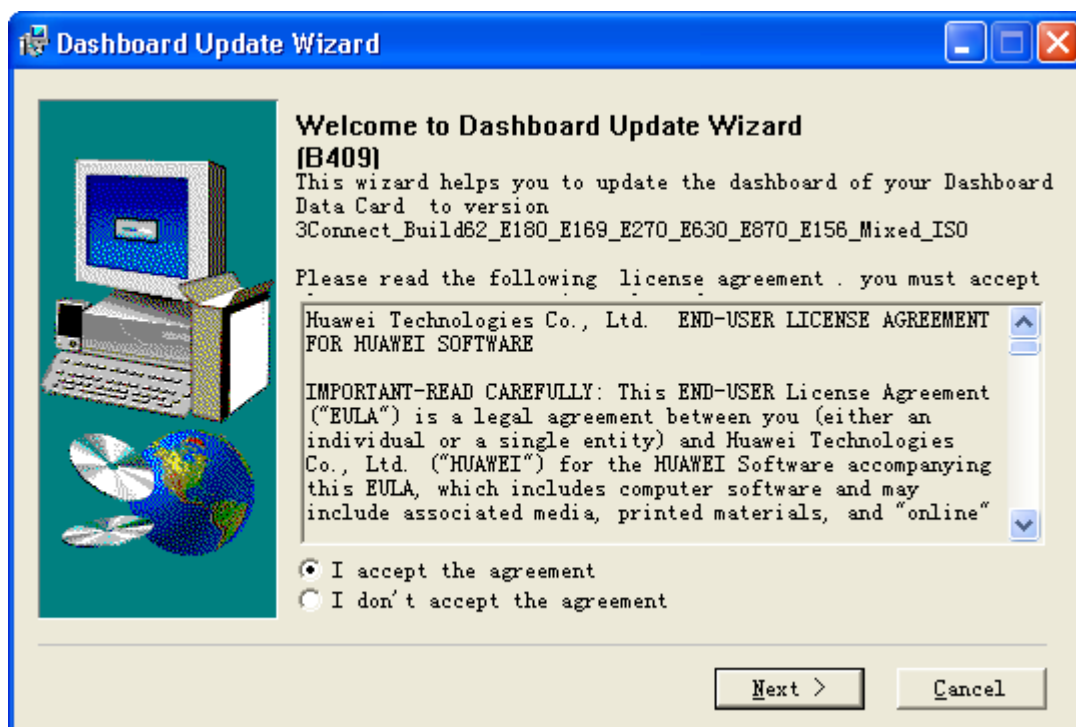 Dashboard Update Wizard
Welcome to Dashboard Update Wizard
(B409)
This wizard helps you to update the dashboard of your Dashboard
Data Card  to version
3Connect_Build62_E180_E169_E270_E630_E870_E156_Mixed_ISO
Please read the following  license agreement . you must accept
Huawei Technologies Co., Ltd.  END-USER LICENSE AGREEMENT
FOR HUAWEI SOFTWARE
IMPORTANT-READ CAREFULLY: This END-USER License Agreement
("EULA") is a legal agreement between you (either an
individual or a single entity) and Huawei Technologies
Co., Ltd. ("HUAWEI") for the HUAWEI Software accompanying
this EULA, which includes computer software and may
include associated media, printed materials, and "online"
I accept the agreement
I don't accept the agreement
Next >
Cancel